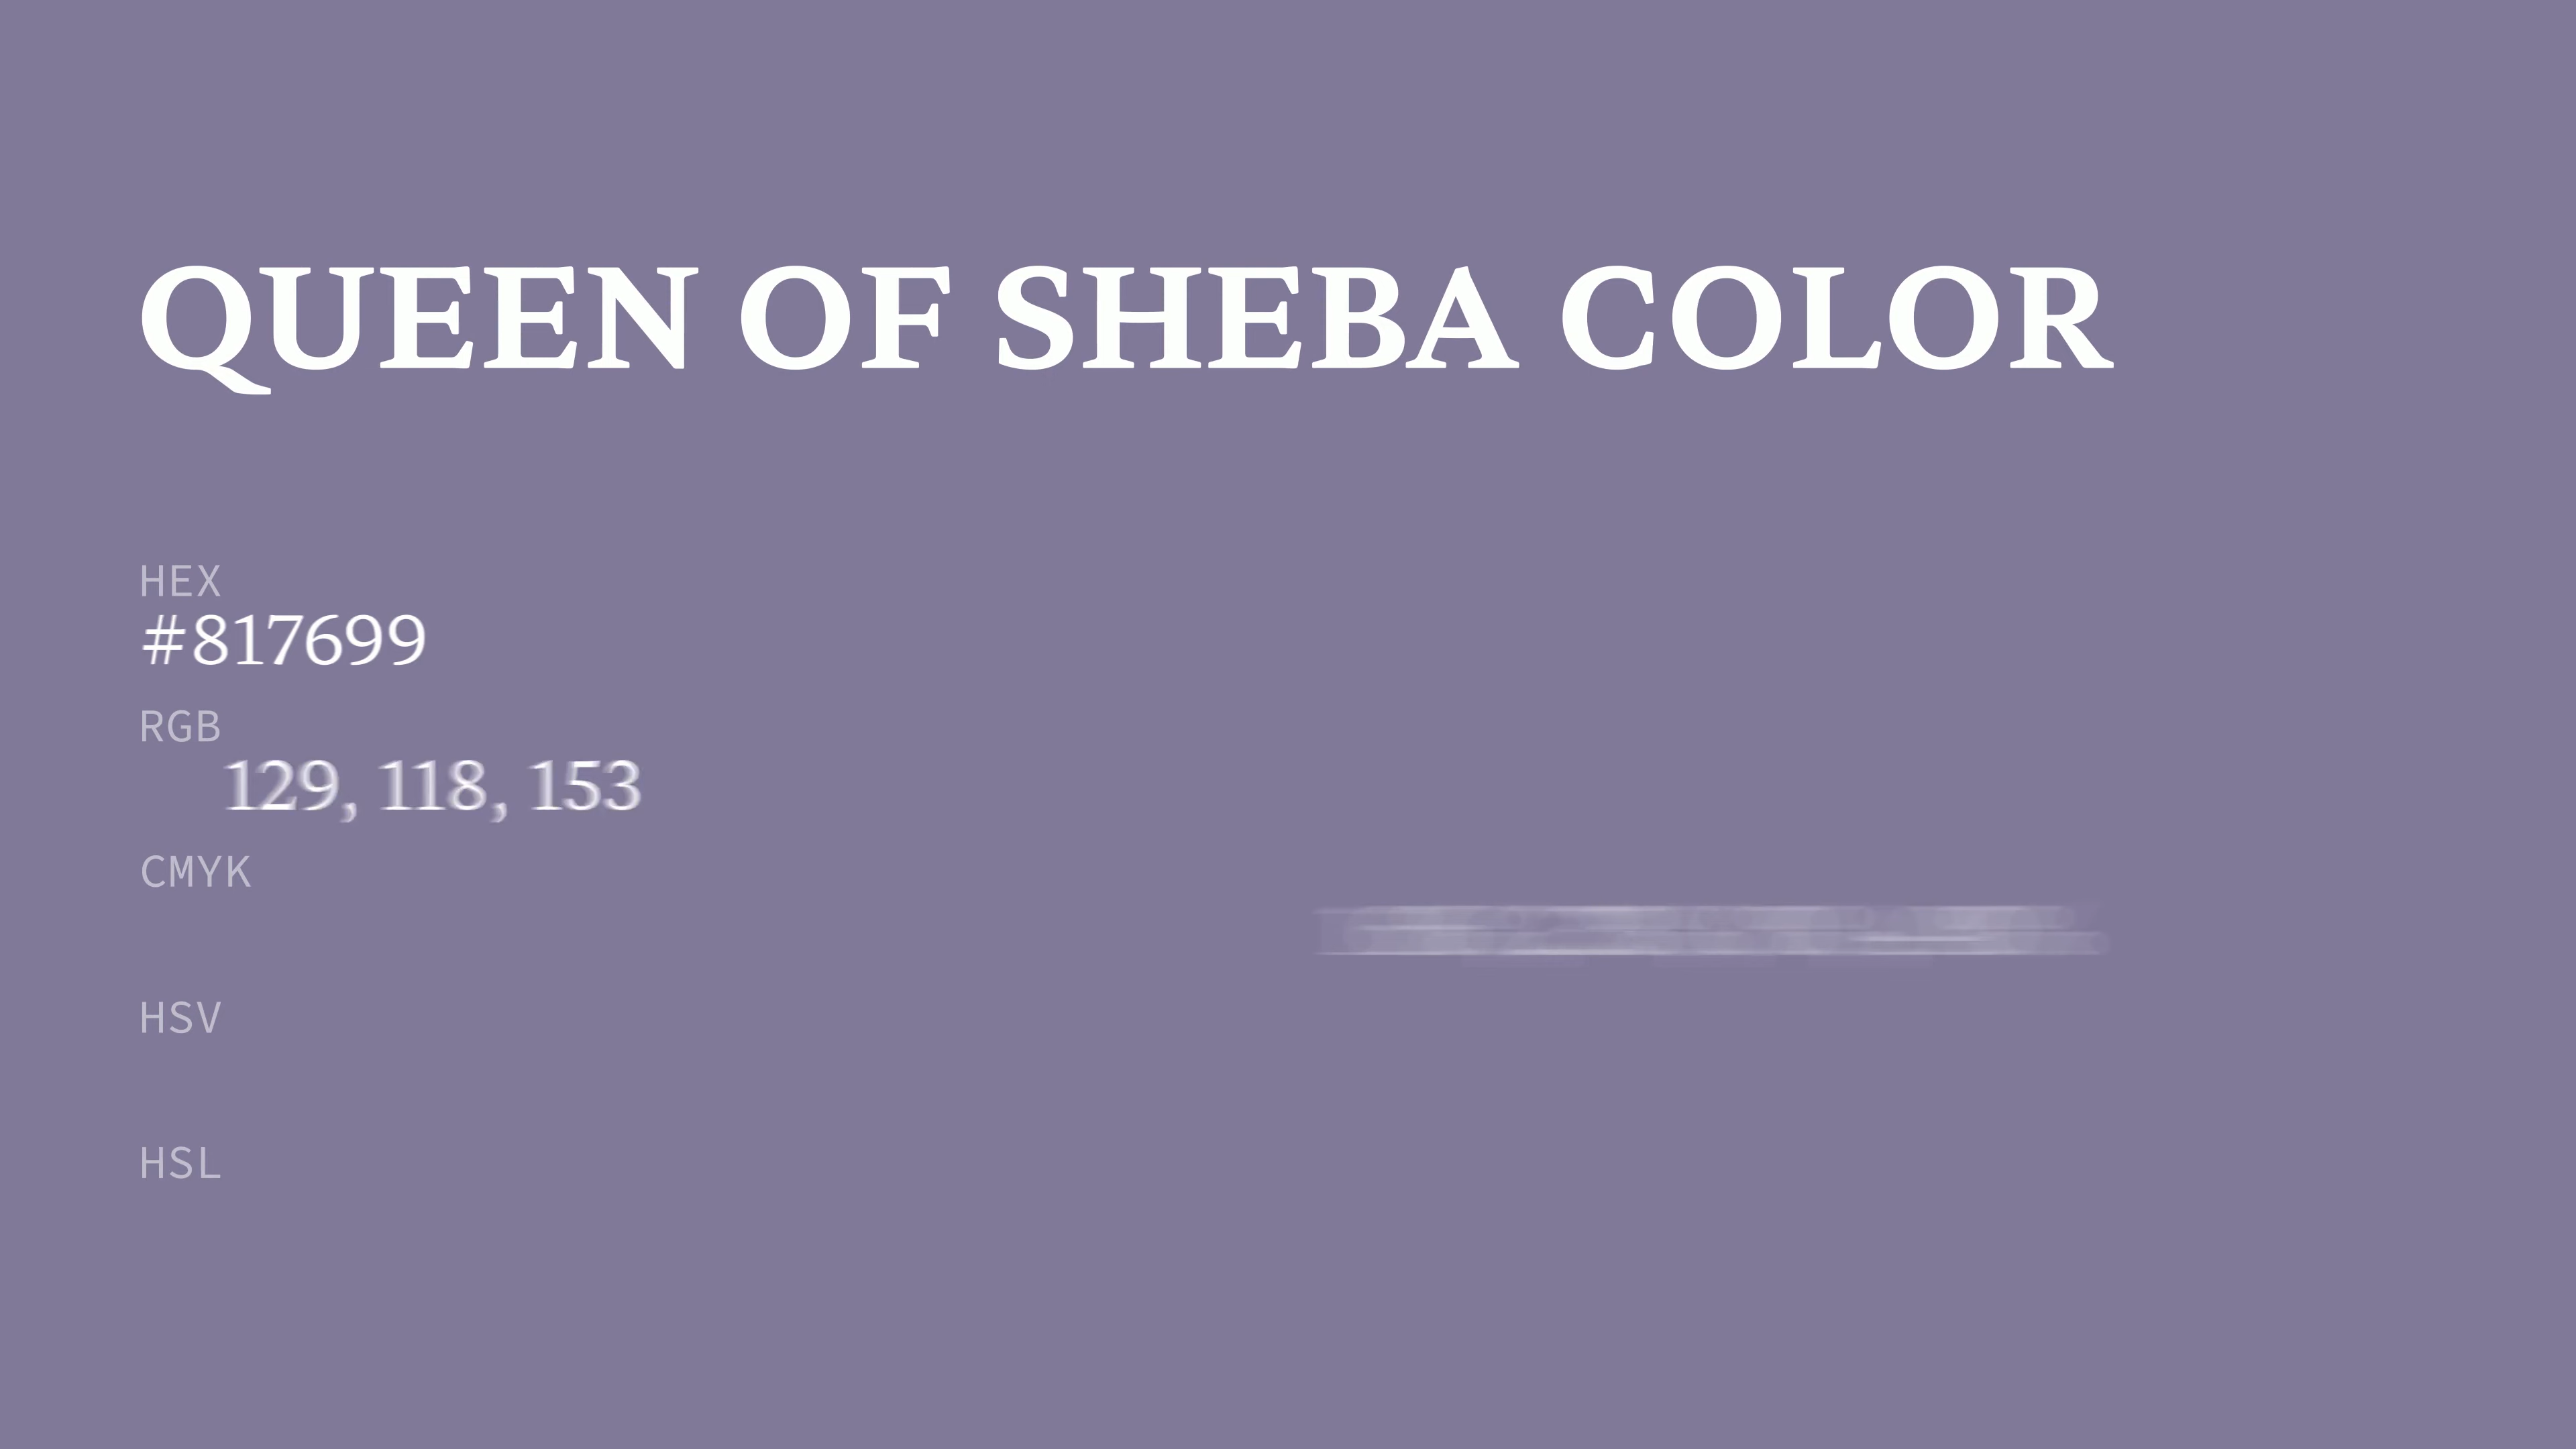 QUEEN OF SHEBA COLOR
HEX
#817699
RGB
129, 118, 153
CMYK
HSV
HSL